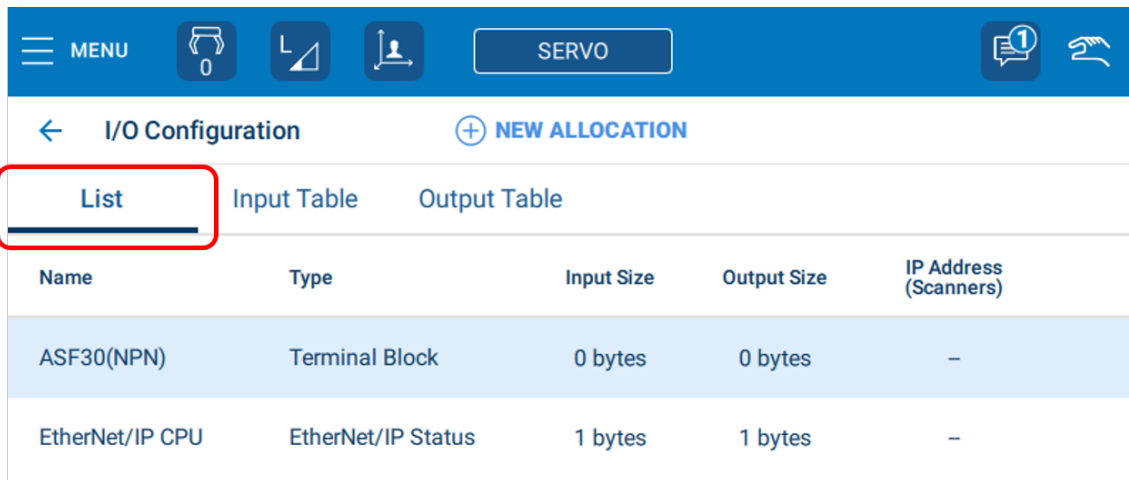 MENU
0
L
SERVO
1
I/O Configuration
NEW ALLOCATION
List
Input Table
Output Table
Name
Type
Input Size
Output Size
IP Address
(Scanners)
ASF30(NPN)
Terminal Block
0 bytes
0 bytes
–
EtherNet/IP CPU
EtherNet/IP Status
1 bytes
1 bytes
–